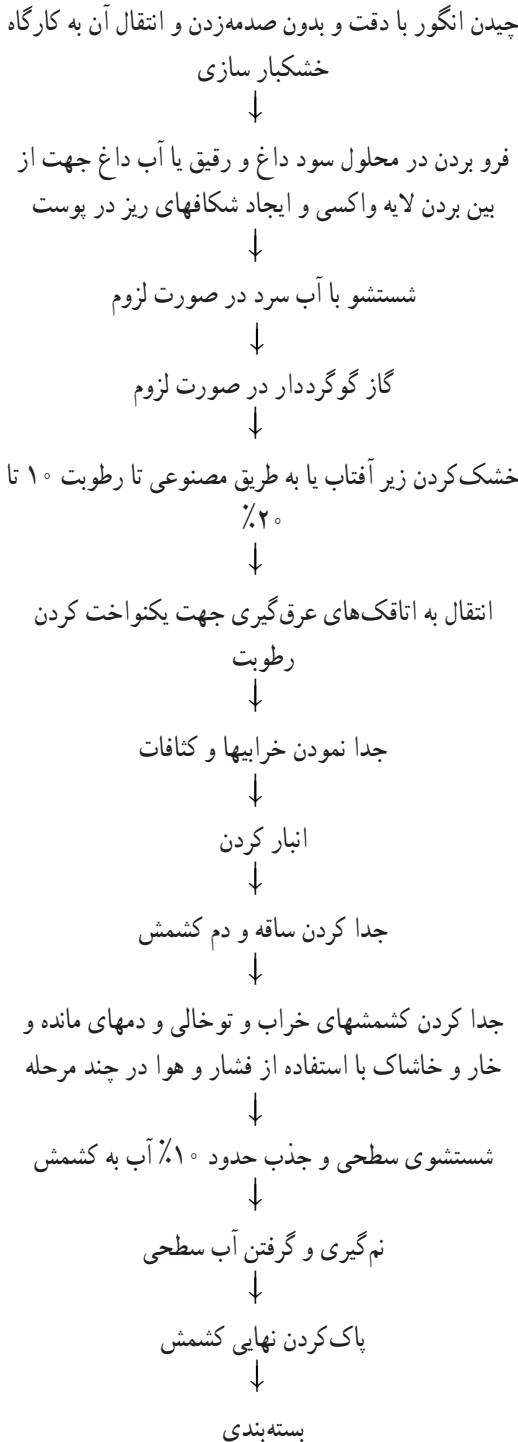 چیدن انگور با دقت و بدون صدمه‌زدن و انتقال آن به کارگاه
خشکبار سازی
↓
فرو بردن در محلول سود داغ و رقیق یا آب داغ جهت از
بین بردن لایه واکسی و ایجاد شکافهای ریز در پوست
↓
شستشو با آب سرد در صورت لزوم
↓
گاز گوگرددار در صورت لزوم
↓
خشک‌کردن زیر آفتاب یا به طریق مصنوعی تا رطوبت ۱۰ تا
۲۰٪
↓
انتقال به اتاقک‌های عرق‌گیری جهت یکنواخت کردن
رطوبت
↓
جدا نمودن خرابیها و کثافات
↓
انبار کردن
↓
جدا کردن ساقه و دم کشمش
↓
جدا کردن کشمشهای خراب و توخالی و دمهای مانده و
خار و خاشاک با استفاده از فشار و هوا در چند مرحله
↓
شستشوی سطحی و جذب حدود ۱۰٪ آب به کشمش
↓
نم‌گیری و گرفتن آب سطحی
↓
پاک‌کردن نهایی کشمش
↓
بسته‌بندی